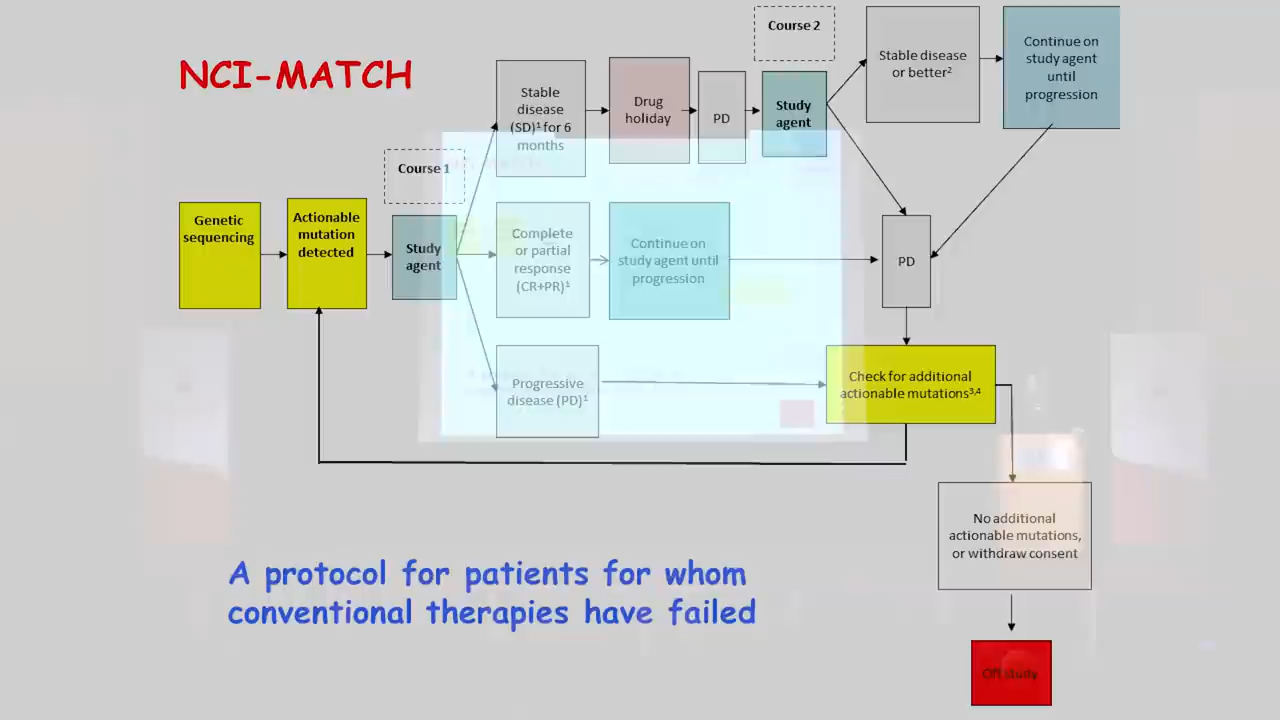 NCI-MATCH
Course 2
Stable disease
or better²
Continue on
study agent
until
progression
Stable
disease
(SD)¹ for 6
months
Drug
holiday
PD
Study
agent
Course 1
Genetic
sequencing
Actionable
mutation
detected
Study
agent
Complete
or partial
response
(CR+PR)¹
Continue on
study agent until
progression
PD
Progressive
disease (PD)¹
Check for additional
actionable mutations³,⁴
No additional
actionable mutations,
or withdraw consent
A protocol for patients for whom
conventional therapies have failed
Off study